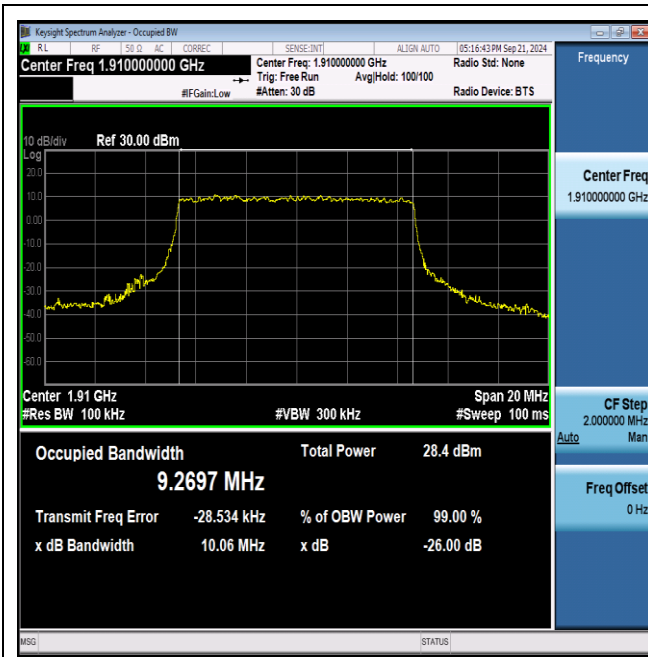 Keysight Spectrum Analyzer - Occupied BW
RL RF 50 Ω AC CORREC SENSE:INT ALIGN AUTO 05:16:43 PM Sep 21, 2024
Center Freq 1.910000000 GHz
Center Freq: 1.910000000 GHz Radio Std: None
Trig: Free Run Avg|Hold: 100/100
#IFGain:Low #Atten: 30 dB Radio Device: BTS
10 dB/div Ref 30.00 dBm
Log
20.0
10.0
0.00
-10.0
-20.0
-30.0
-40.0
-50.0
-60.0
Center 1.91 GHz Span 20 MHz
#Res BW 100 kHz #VBW 300 kHz #Sweep 100 ms
Occupied Bandwidth Total Power 28.4 dBm
9.2697 MHz
Transmit Freq Error -28.534 kHz % of OBW Power 99.00 %
x dB Bandwidth 10.06 MHz x dB -26.00 dB
MSG STATUS
Frequency
Center Freq
1.910000000 GHz
CF Step
2.000000 MHz
Auto Man
Freq Offset
0 Hz